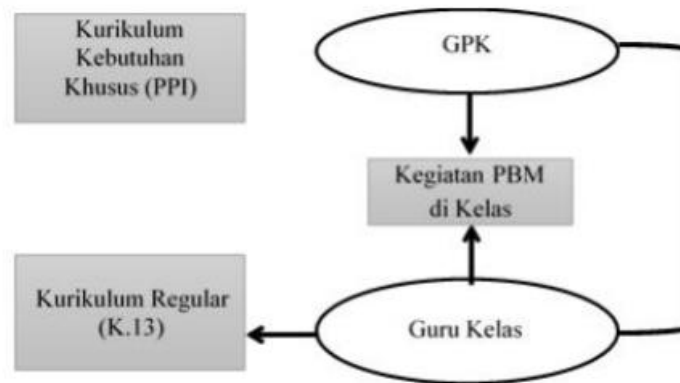 Kurikulum
Kebutuhan
Khusus (PPI)
GPK
Kegiatan PBM
di Kelas
Kurikulum Regular
(K.13)
Guru Kelas